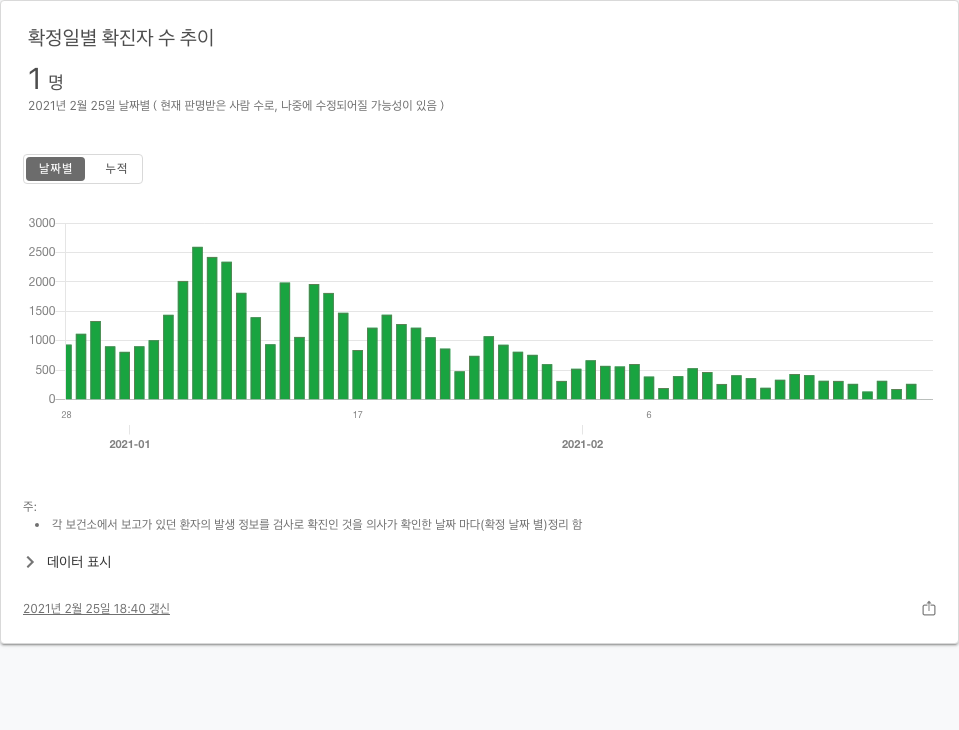 확정일별 확진자 수 추이
1 명
2021년 2월 25일 날짜별 ( 현재 판명받은 사람 수로, 나중에 수정되어질 가능성이 있음 )
날짜별 누적
3000
2500
2000
1500
1000
500
0
28 17 6
2021-01 2021-02
주:
• 각 보건소에서 보고가 있던 환자의 발생 정보를 검사로 확진인 것을 의사가 확인한 날짜 마다(확정 날짜 별)정리 함
데이터 표시
2021년 2월 25일 18:40 갱신